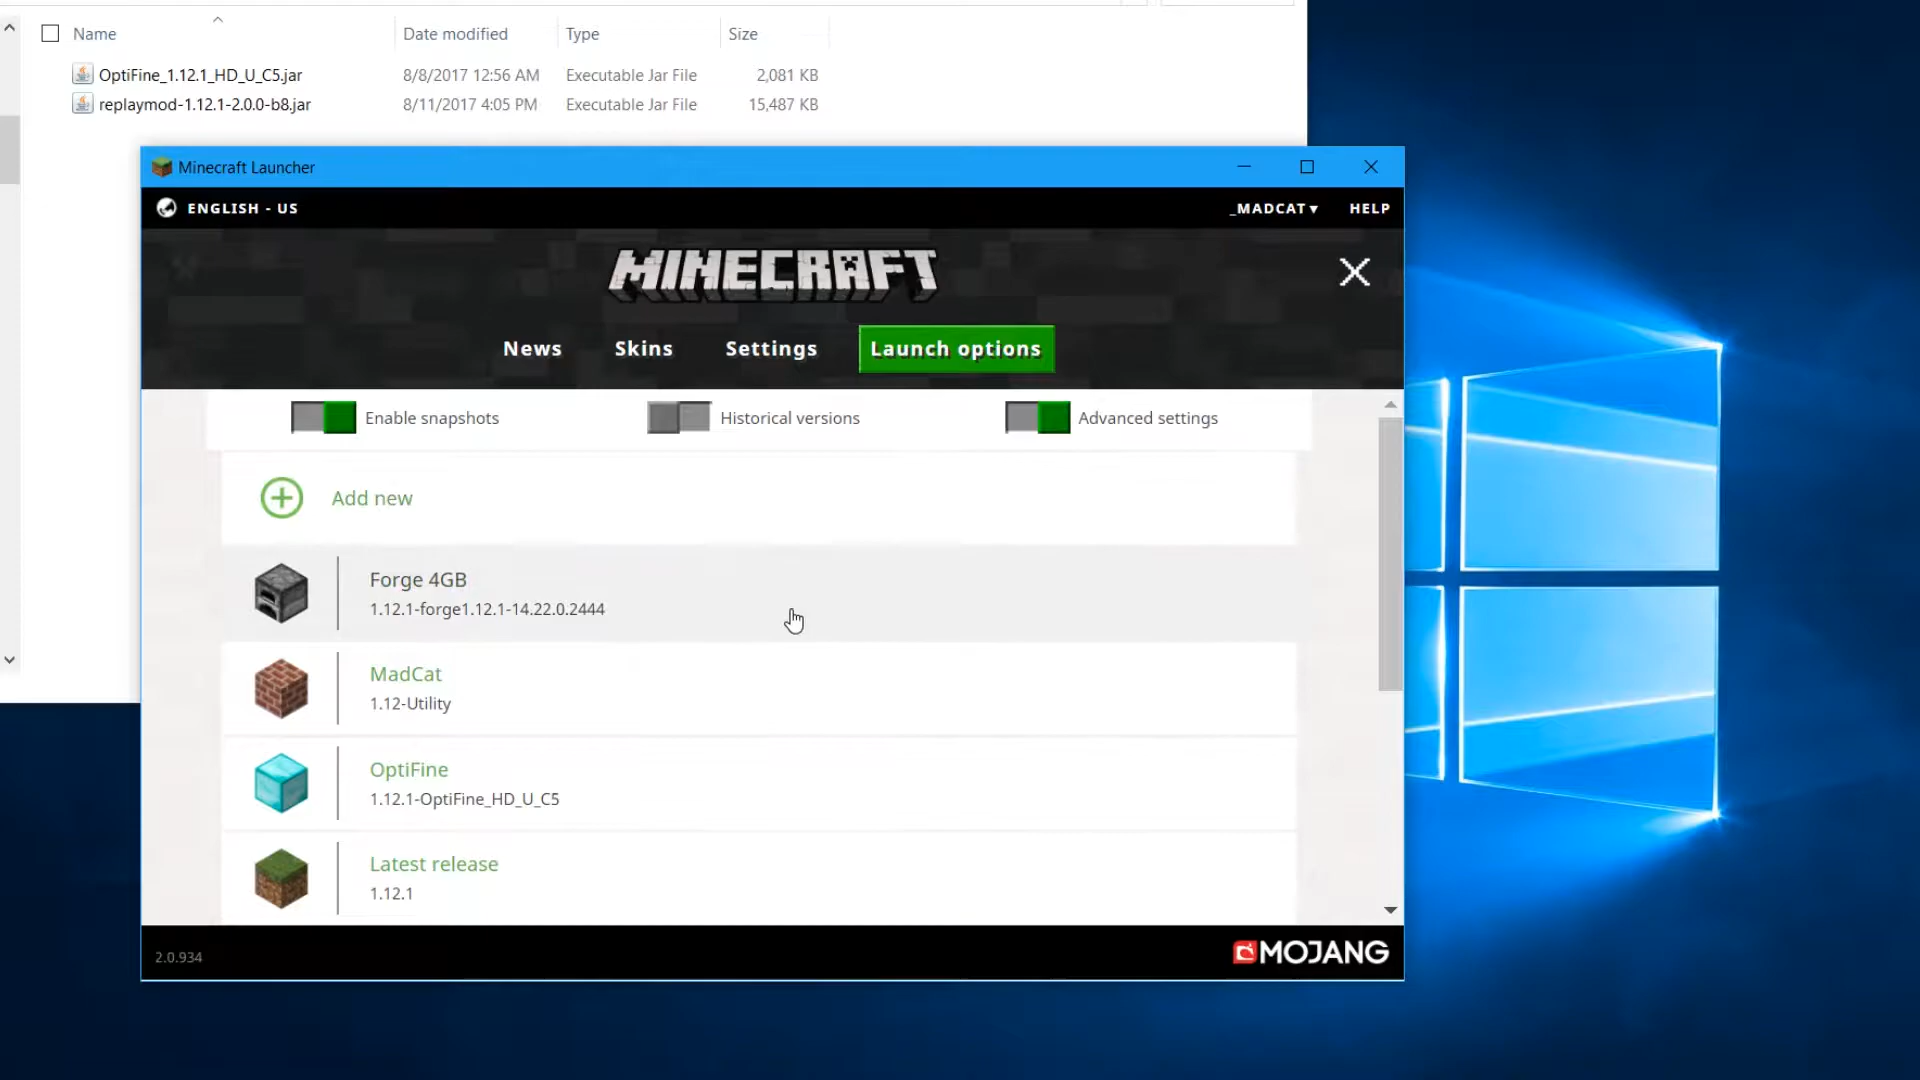 Name Date modified Type Size
OptiFine_1.12.1_HD_U_C5.jar 8/8/2017 12:56 AM Executable Jar File 2,081 KB
replaymod-1.12.1-2.0.0-b8.jar 8/11/2017 4:05 PM Executable Jar File 15,487 KB
Minecraft Launcher
ENGLISH - US _MADCAT▾ HELP
MINECRAFT
News Skins Settings Launch options
Enable snapshots Historical versions Advanced settings
Add new
Forge 4GB
1.12.1-forge1.12.1-14.22.0.2444
MadCat
1.12-Utility
OptiFine
1.12.1-OptiFine_HD_U_C5
Latest release
1.12.1
2.0.934 MOJANG